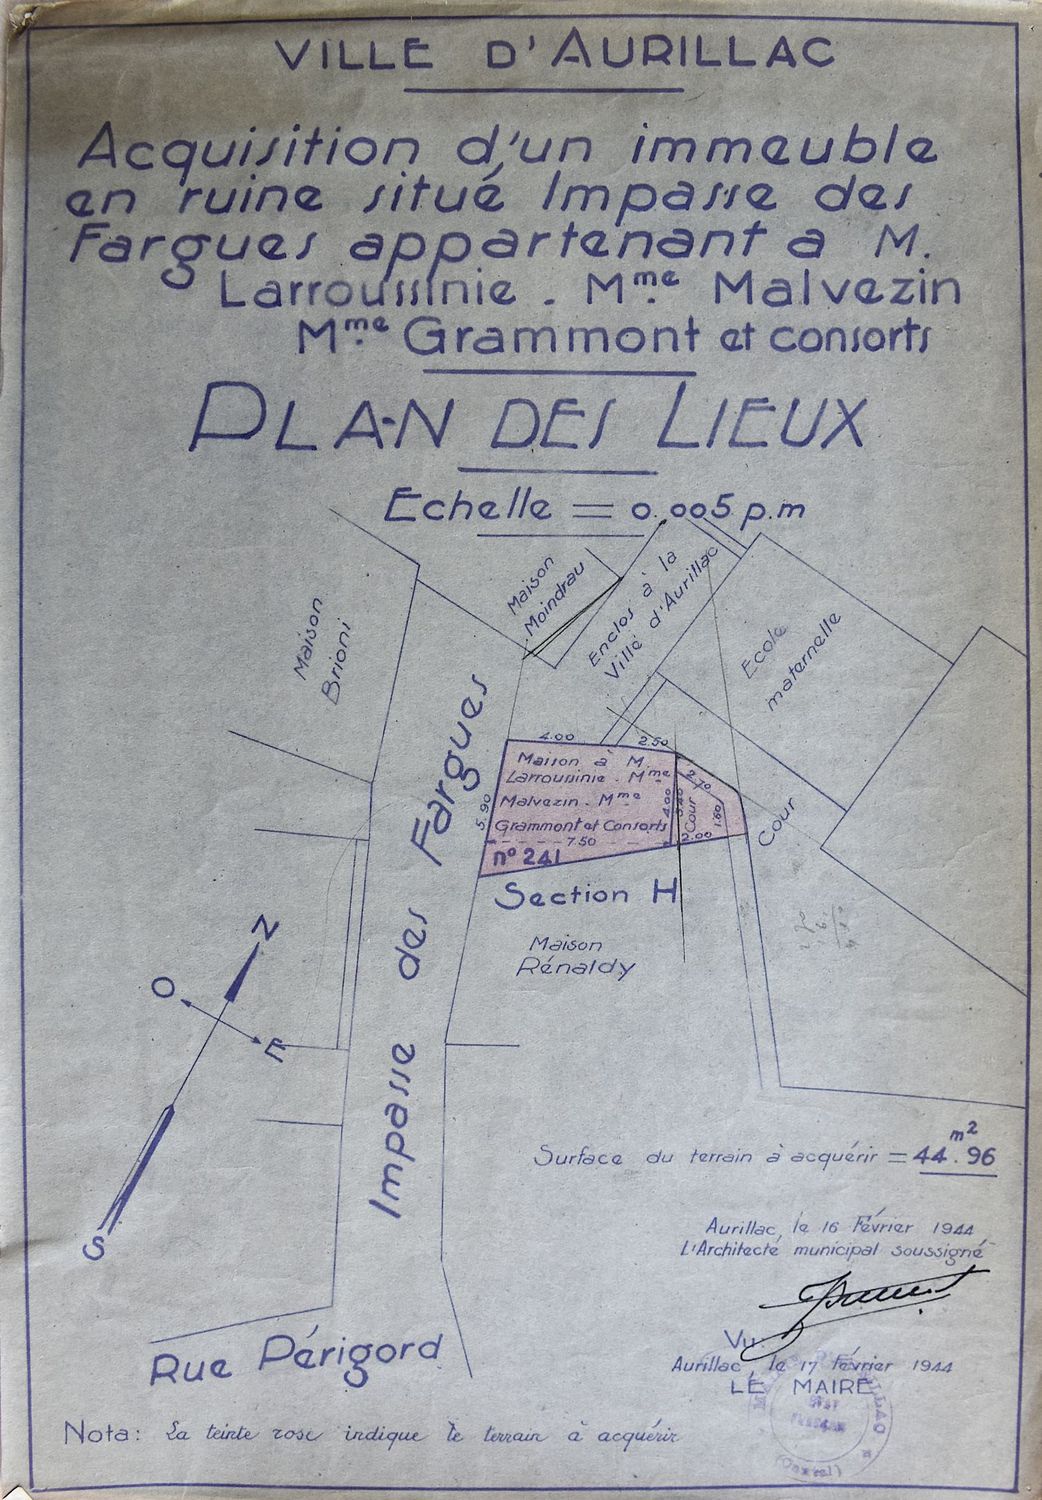 VILLE D'AURILLAC
Acquisition d'un immeuble
en ruine situé Impasse des
Fargues appartenant a M.
Larroussinie . Mme Malvezin
Mme Grammont et consorts
PLAN DES LIEUX
Echelle = 0.005 p.m
Maison
Brioni
Maison
Moindrau
Enclos à la
Ville d'Aurillac
Ecole
maternelle
Impasse des Fargues
4.00
2.50
Maison à M.
Larroussinie . Mme
Malvezin . Mme
Grammont et Consorts
5.90
7.50
n° 241
4.00
3.40
Cour
2.70
1.60
2.00
Cour
Section H
Maison
Rénaldy
N
O
E
S
Surface du terrain à acquérir = 44.96 m2
Aurillac, le 16 Février 1944
L'Architecte municipal soussigné
Vu
Aurillac le 17 Février 1944
LE MAIRE
(Cantal)
Rue Périgord
Nota: La teinte rose indique le terrain à acquérir